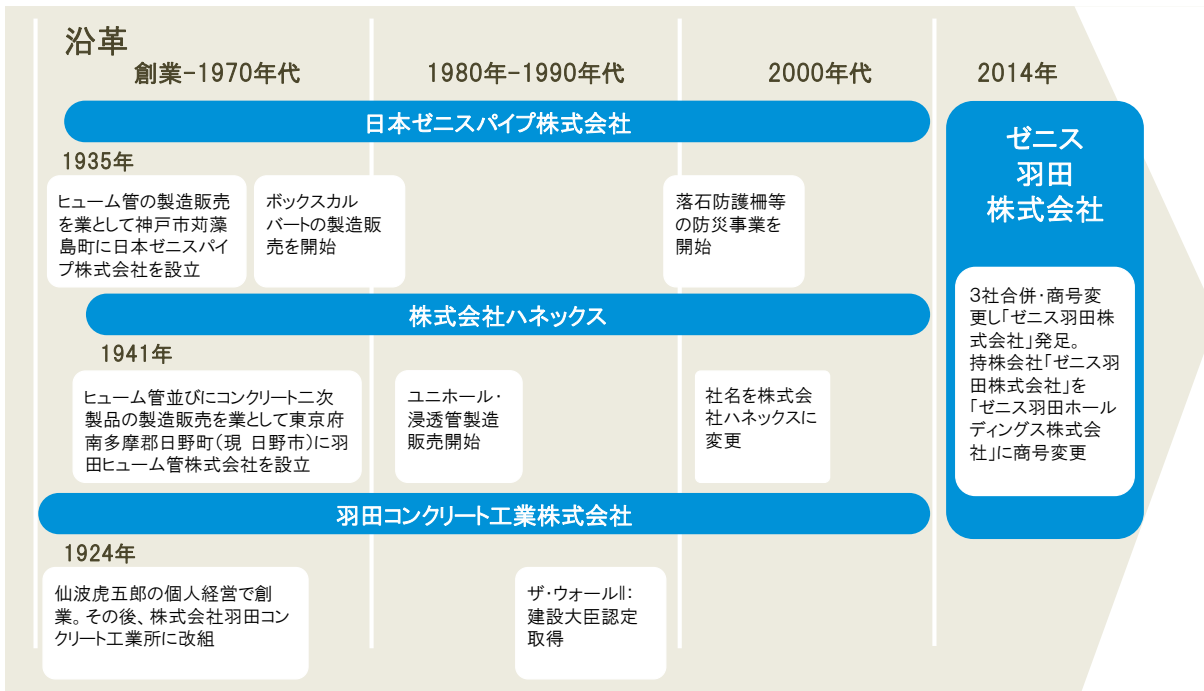 沿革
創業-1970年代
1980年-1990年代
2000年代
2014年
日本ゼニスパイプ株式会社
1935年
ヒューム管の製造販売
を業として神戸市苅藻
島町に日本ゼニスパイ
プ株式会社を設立
ボックスカル
バートの製造販
売を開始
落石防護柵等
の防災事業を
開始
株式会社ハネックス
1941年
ヒューム管並びにコンクリート二次
製品の製造販売を業として東京府
南多摩郡日野町（現 日野市）に羽
田ヒューム管株式会社を設立
ユニホール・
浸透管製造
販売開始
社名を株式会
社ハネックスに
変更
羽田コンクリート工業株式会社
1924年
仙波虎五郎の個人経営で創
業。その後、株式会社羽田コン
クリート工業所に改組
ザ・ウォールⅡ：
建設大臣認定
取得
ゼニス
羽田
株式会社
3社合併・商号変
更し「ゼニス羽田株
式会社」発足。
持株会社「ゼニス羽
田株式会社」を
「ゼニス羽田ホール
ディングス株式会
社」に商号変更